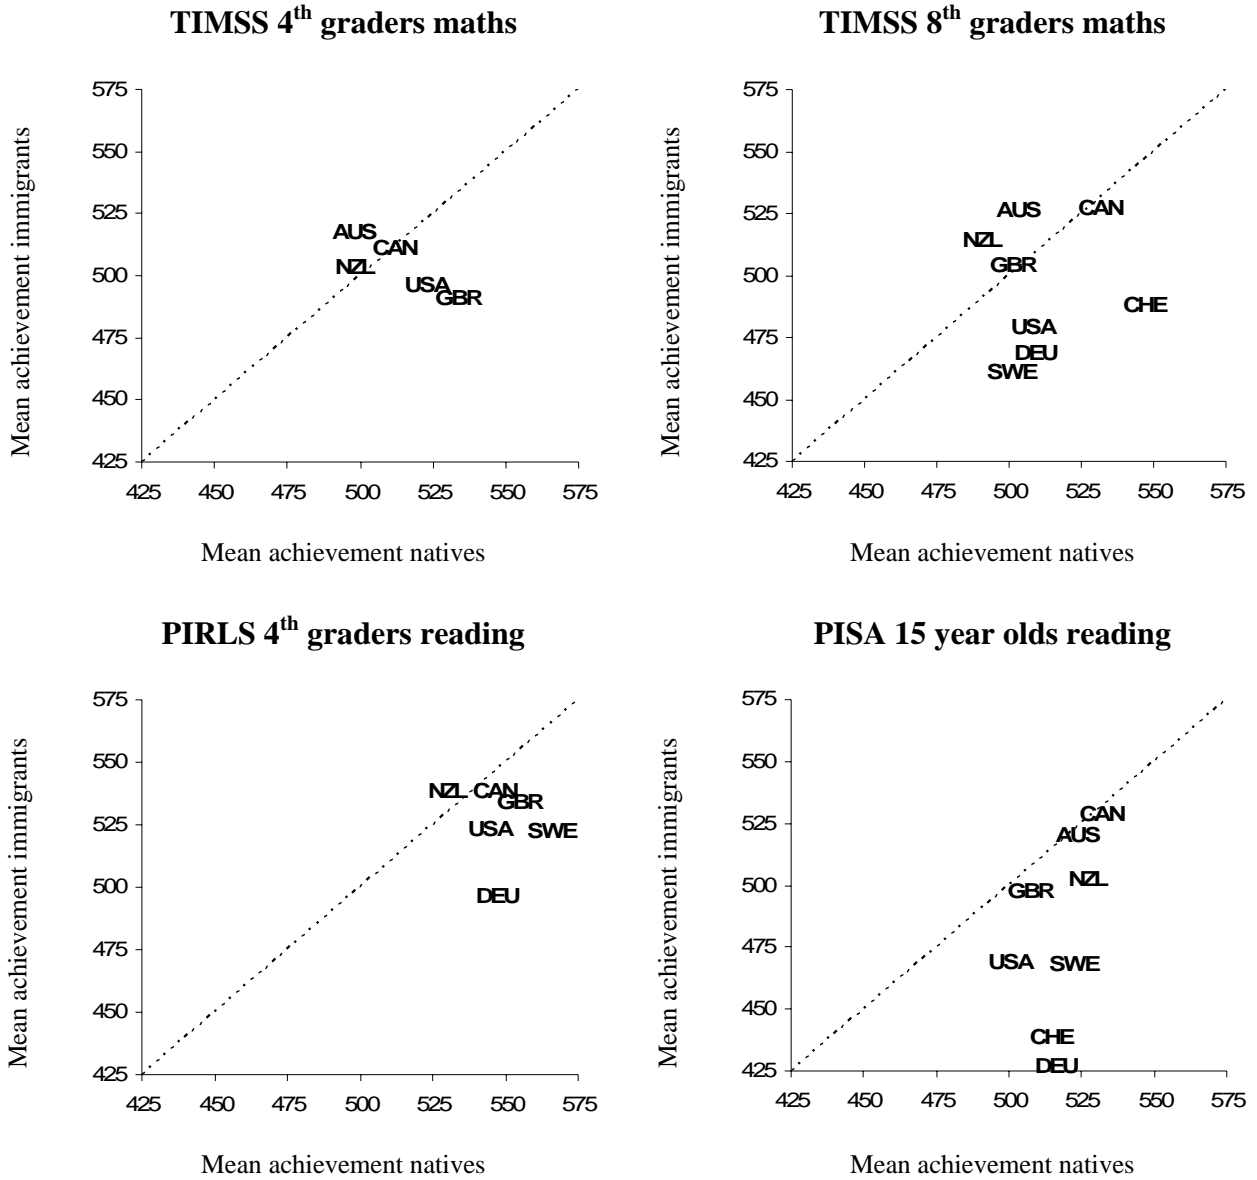 TIMSS 4th graders maths
Mean achievement immigrants
575
550
525
500
475
450
425
AUS
CAN
NZL
USA
GBR
425 450 475 500 525 550 575
Mean achievement natives
TIMSS 8th graders maths
Mean achievement immigrants
575
550
525
500
475
450
425
AUS
CAN
NZL
GBR
CHE
USA
DEU
SWE
425 450 475 500 525 550 575
Mean achievement natives
PIRLS 4th graders reading
Mean achievement immigrants
575
550
525
500
475
450
425
NZL
CAN
GBR
USA
SWE
DEU
425 450 475 500 525 550 575
Mean achievement natives
PISA 15 year olds reading
Mean achievement immigrants
575
550
525
500
475
450
425
CAN
AUS
NZL
GBR
USA
SWE
CHE
DEU
425 450 475 500 525 550 575
Mean achievement natives